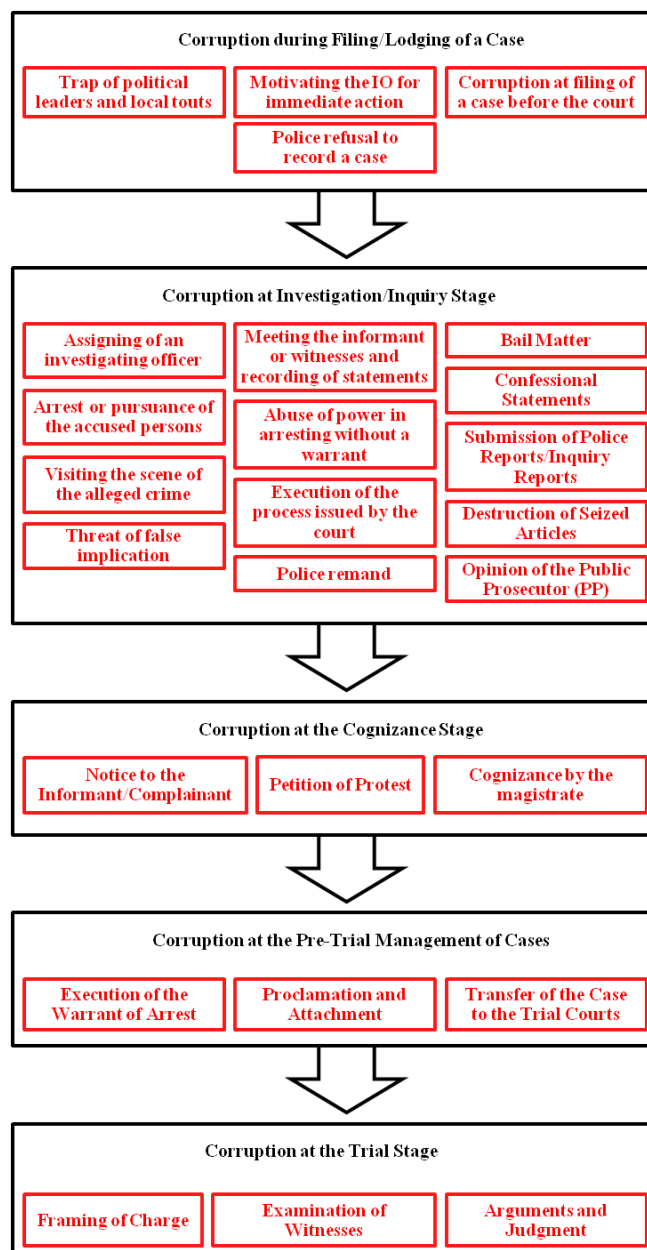 Corruption during Filing/Lodging of a Case
Trap of political
leaders and local touts
Motivating the IO for
immediate action
Corruption at filing of
a case before the court
Police refusal to
record a case
Corruption at Investigation/Inquiry Stage
Assigning of an
investigating officer
Arrest or pursuance of
the accused persons
Visiting the scene of
the alleged crime
Threat of false
implication
Meeting the informant
or witnesses and
recording of statements
Abuse of power in
arresting without a
warrant
Execution of the
process issued by the
court
Police remand
Bail Matter
Confessional
Statements
Submission of Police
Reports/Inquiry
Reports
Destruction of Seized
Articles
Opinion of the Public
Prosecutor (PP)
Corruption at the Cognizance Stage
Notice to the
Informant/Complainant
Petition of Protest
Cognizance by the
magistrate
Corruption at the Pre-Trial Management of Cases
Execution of the
Warrant of Arrest
Proclamation and
Attachment
Transfer of the Case
to the Trial Courts
Corruption at the Trial Stage
Framing of Charge
Examination of
Witnesses
Arguments and
Judgment